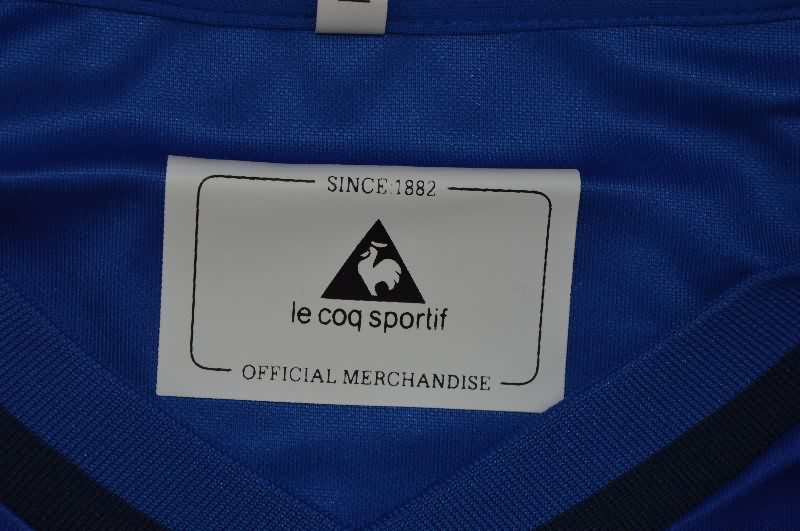 SINCE 1882
le coq sportif
OFFICIAL MERCHANDISE